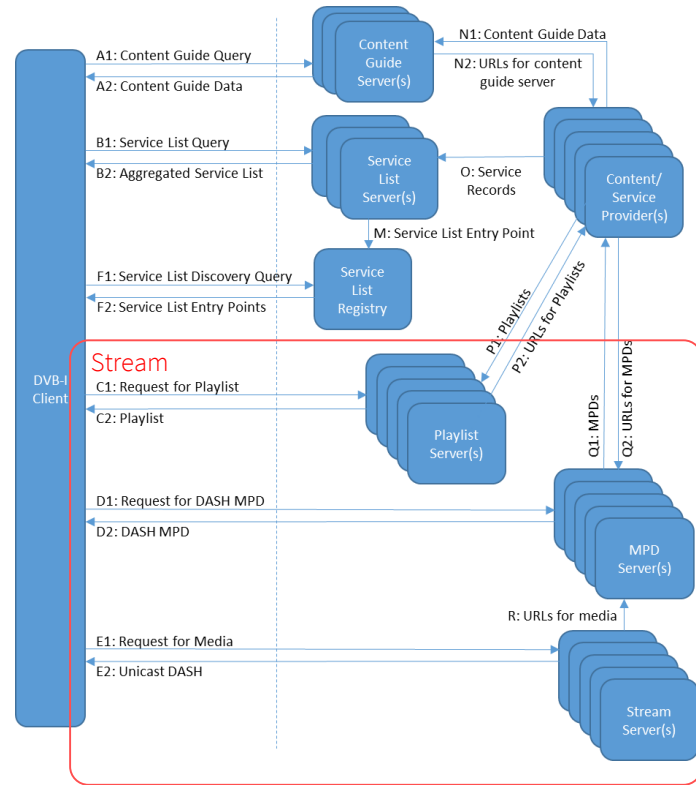 N1: Content Guide Data
A1: Content Guide Query
Content
Guide
Server(s)
N2: URLs for content
guide server
A2: Content Guide Data
B1: Service List Query
Service
List
Server(s)
O: Service
Records
Content/
Service
Provider(s)
B2: Aggregated Service List
M: Service List Entry Point
F1: Service List Discovery Query
Service
List
Registry
F2: Service List Entry Points
P1: Playlists
P2: URLs for Playlists
Q1: MPDs
Q2: URLs for MPDs
Stream
DVB-I
Client
C1: Request for Playlist
C2: Playlist
Playlist
Server(s)
D1: Request for DASH MPD
D2: DASH MPD
MPD
Server(s)
R: URLs for media
E1: Request for Media
E2: Unicast DASH
Stream
Server(s)